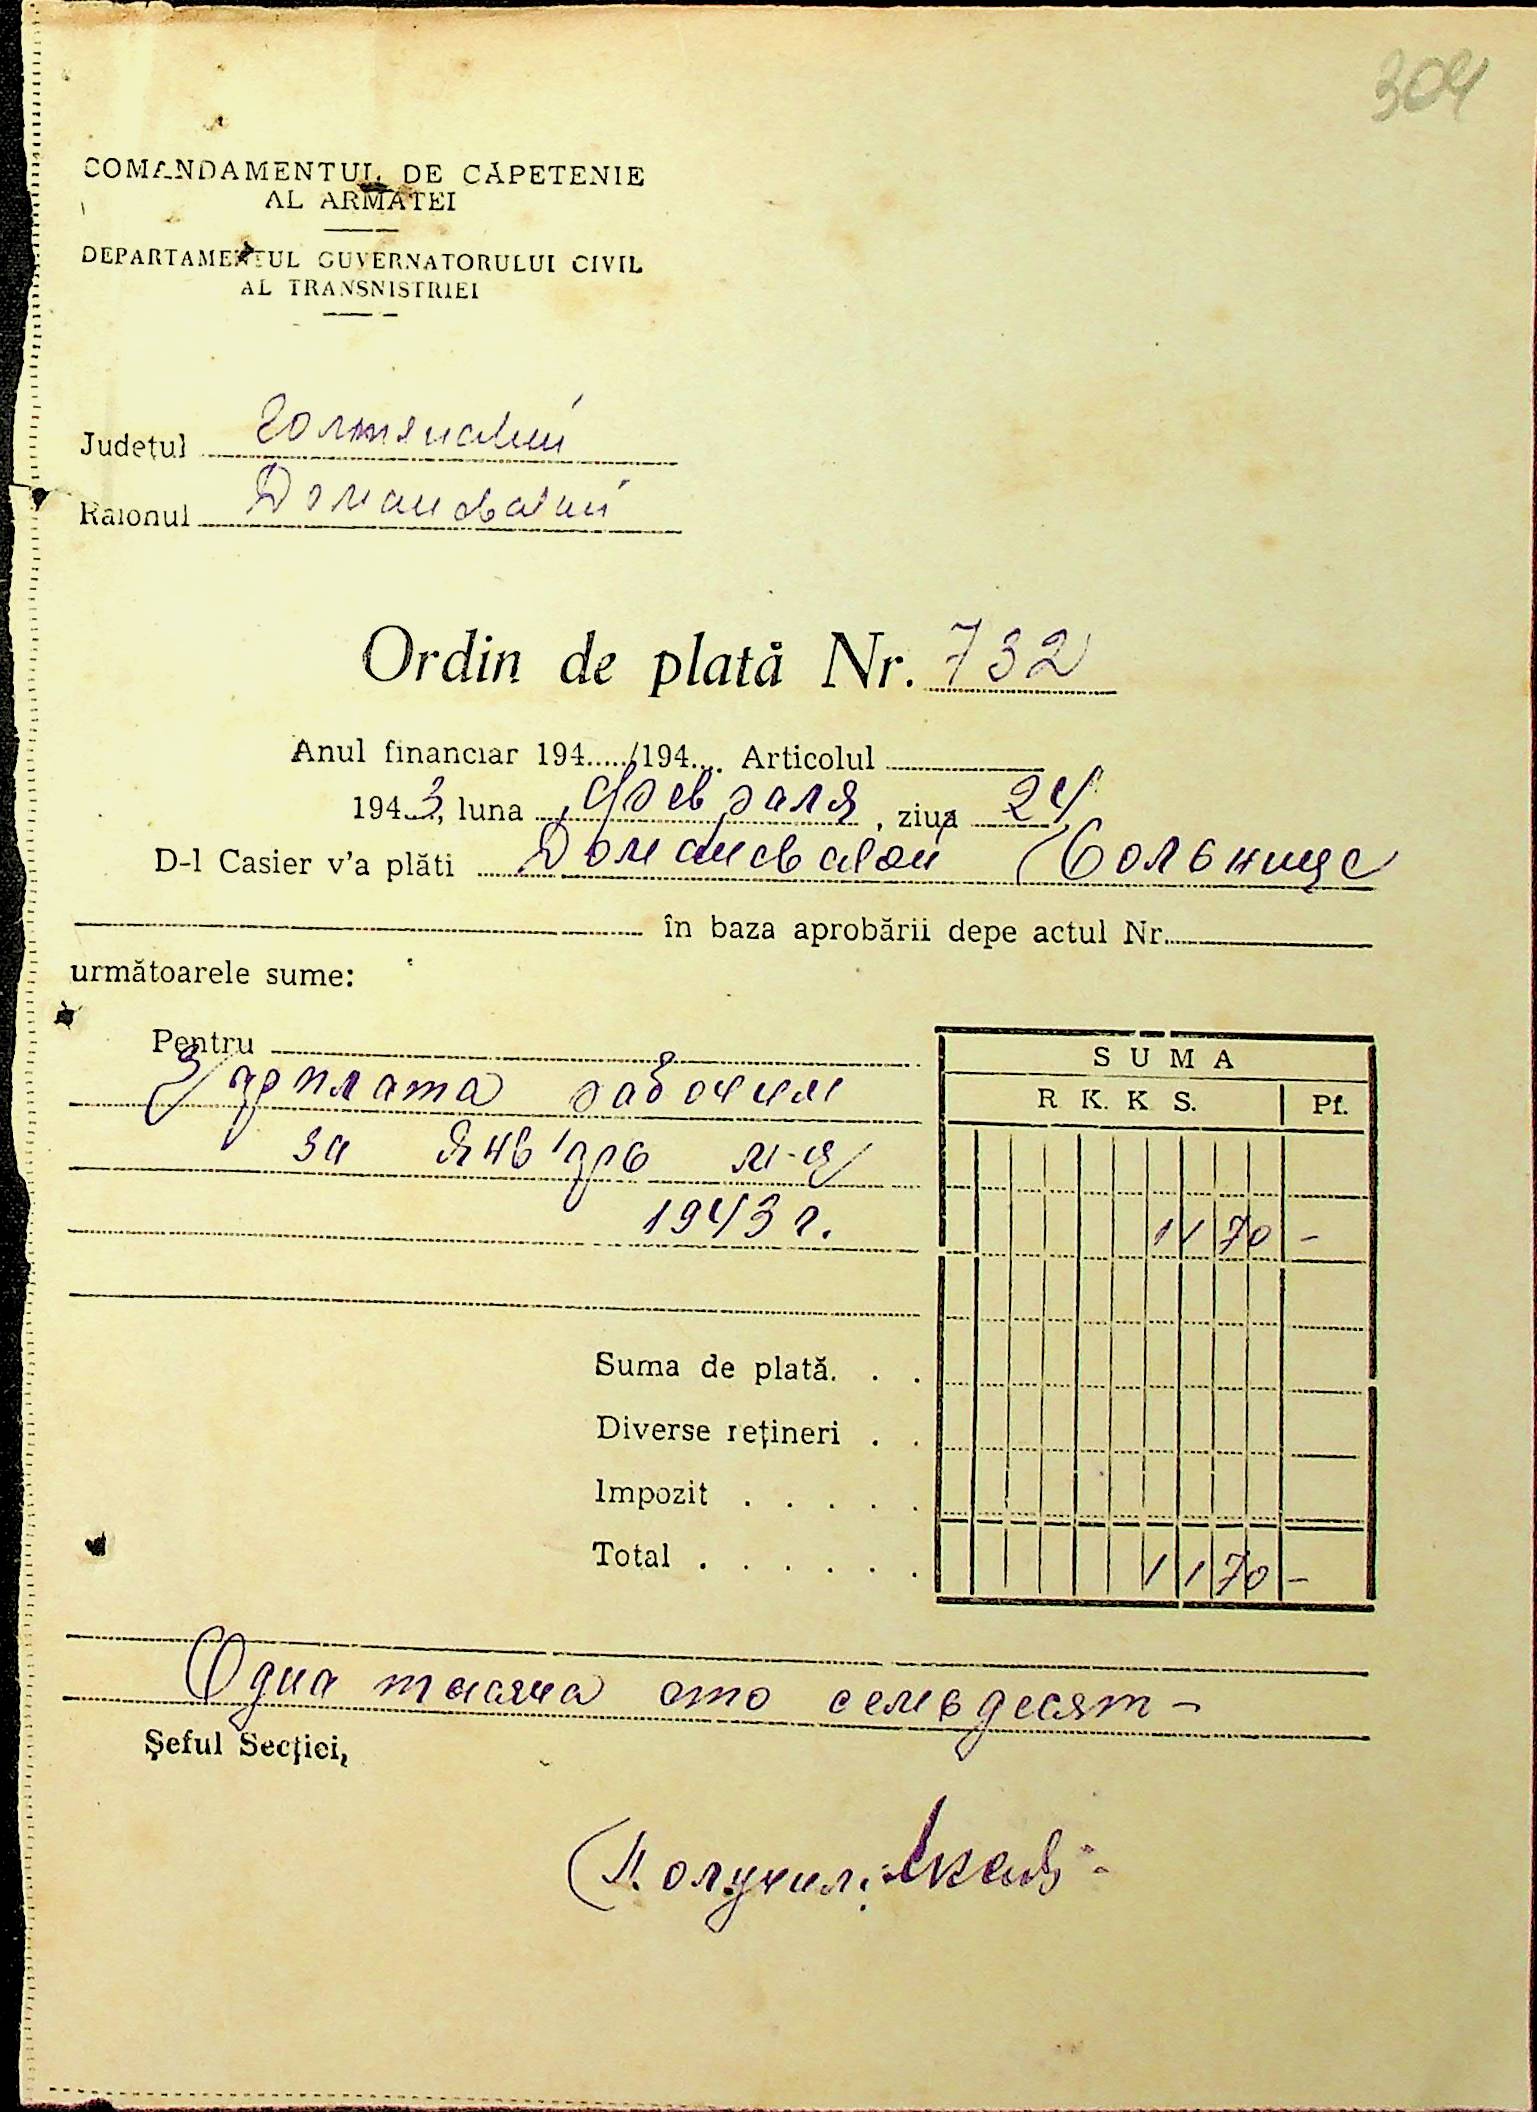 304
COMANDAMENTUL DE CĂPETENIE
AL ARMATEI
DEPARTAMENTUL GUVERNATORULUI CIVIL
AL TRANSNISTRIEI
Județul Голтянский
Raionul Доманевский
Ordin de plată Nr. 732
Anul financiar 194...../194.... Articolul
1943, luna февраля, ziua 24
D-l Casier v'a plăti Доманевской больнице
în baza aprobării depe actul Nr.
următoarele sume:
Pentru
Зарплата рабочим
за январь м-ц
1943 г.
SUMA
R K. K S. Pf.
1170 -
Suma de plată. . .
Diverse rețineri . .
Impozit . . . . .
Total . . . . . . 1170 -
Одна тысяча сто семьдесят -
Șeful Secției,
Получил: